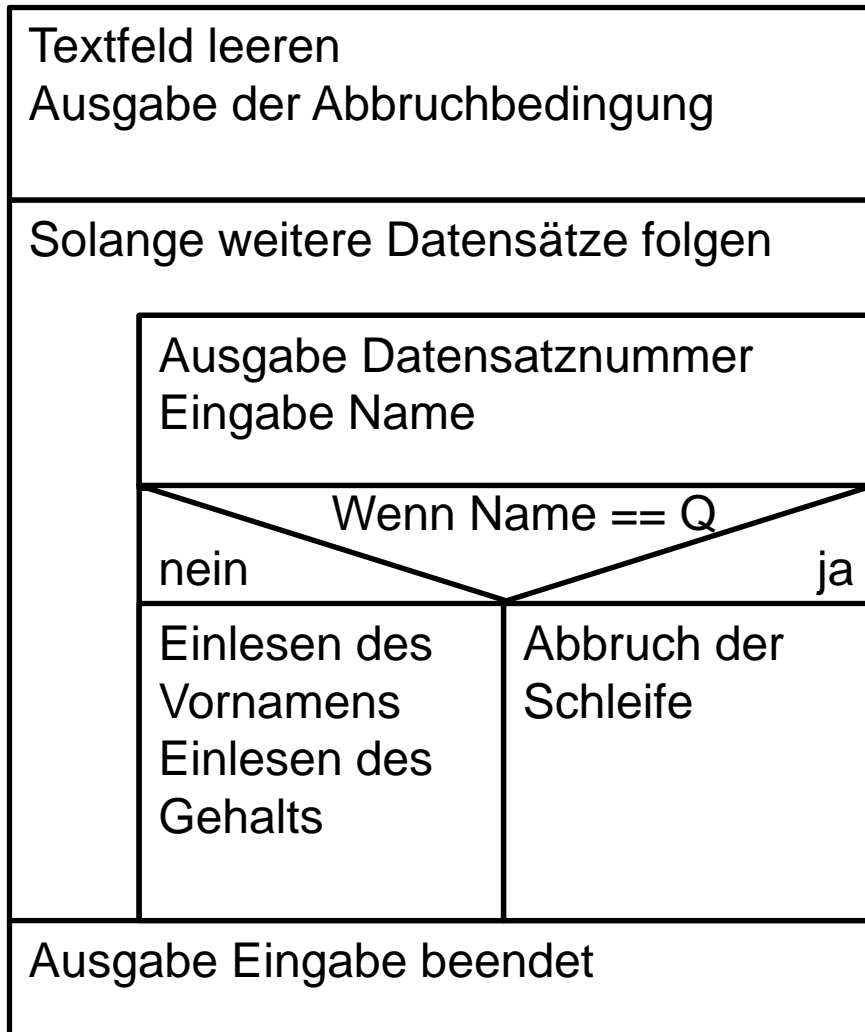 Textfeld leeren
Ausgabe der Abbruchbedingung
Solange weitere Datensätze folgen
Ausgabe Datensatznummer
Eingabe Name
Wenn Name == Q
nein
ja
Einlesen des
Vornamens
Einlesen des
Gehalts
Abbruch der
Schleife
Ausgabe Eingabe beendet